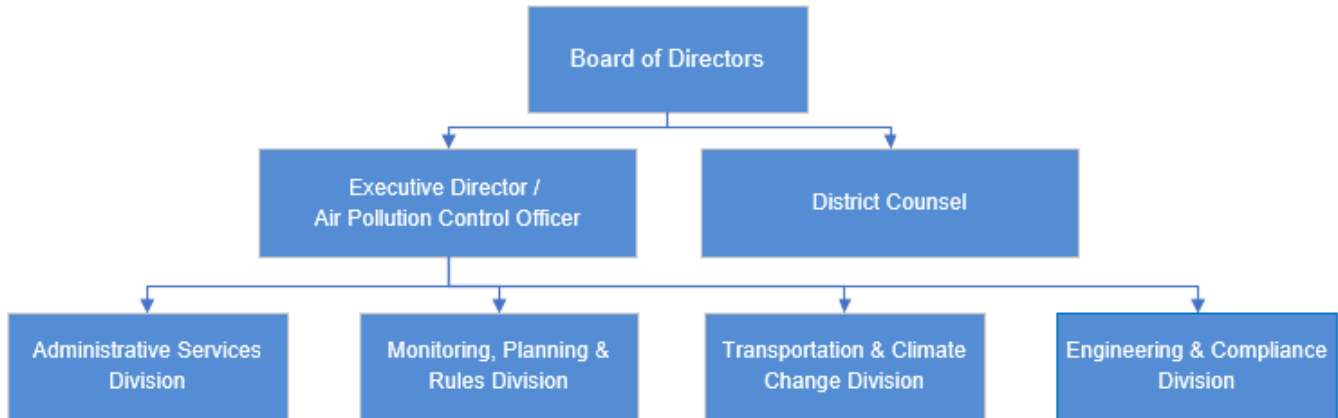 Board of Directors
Executive Director /
Air Pollution Control Officer
District Counsel
Administrative Services
Division
Monitoring, Planning &
Rules Division
Transportation & Climate
Change Division
Engineering & Compliance
Division